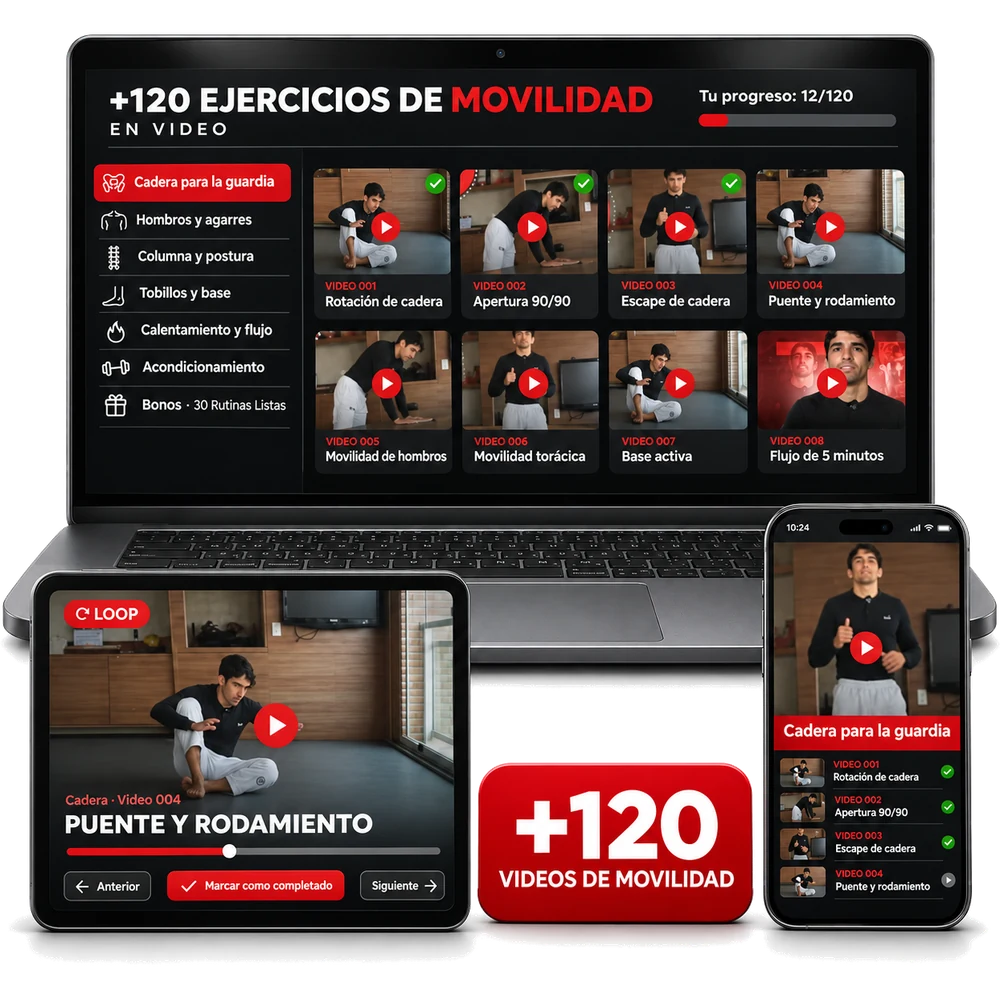 +120 EJERCICIOS DE MOVILIDAD
EN VIDEO
Tu progreso: 12/120
Cadera para la guardia
Hombros y agarres
Columna y postura
Tobillos y base
Calentamiento y flujo
Acondicionamiento
Bonos · 30 Rutinas Listas
VIDEO 001
Rotación de cadera
VIDEO 002
Apertura 90/90
VIDEO 003
Escape de cadera
VIDEO 004
Puente y rodamiento
VIDEO 005
Movilidad de hombros
VIDEO 006
Movilidad torácica
VIDEO 007
Base activa
VIDEO 008
Flujo de 5 minutos
LOOP
Cadera · Video 004
PUENTE Y RODAMIENTO
Anterior
Marcar como completado
Siguiente
+120
VIDEOS DE MOVILIDAD
10:24
Cadera para la guardia
VIDEO 001
Rotación de cadera
VIDEO 002
Apertura 90/90
VIDEO 003
Escape de cadera
VIDEO 004
Puente y rodamiento